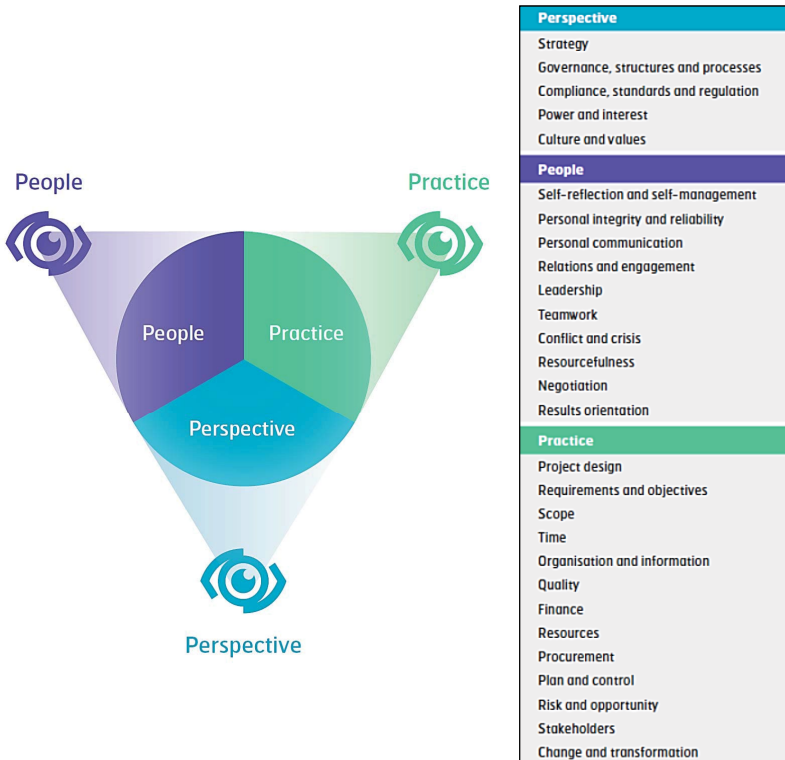 People
Practice
People
Practice
Perspective
Perspective
Perspective
Strategy
Governance, structures and processes
Compliance, standards and regulation
Power and interest
Culture and values
People
Self-reflection and self-management
Personal integrity and reliability
Personal communication
Relations and engagement
Leadership
Teamwork
Conflict and crisis
Resourcefulness
Negotiation
Results orientation
Practice
Project design
Requirements and objectives
Scope
Time
Organisation and information
Quality
Finance
Resources
Procurement
Plan and control
Risk and opportunity
Stakeholders
Change and transformation